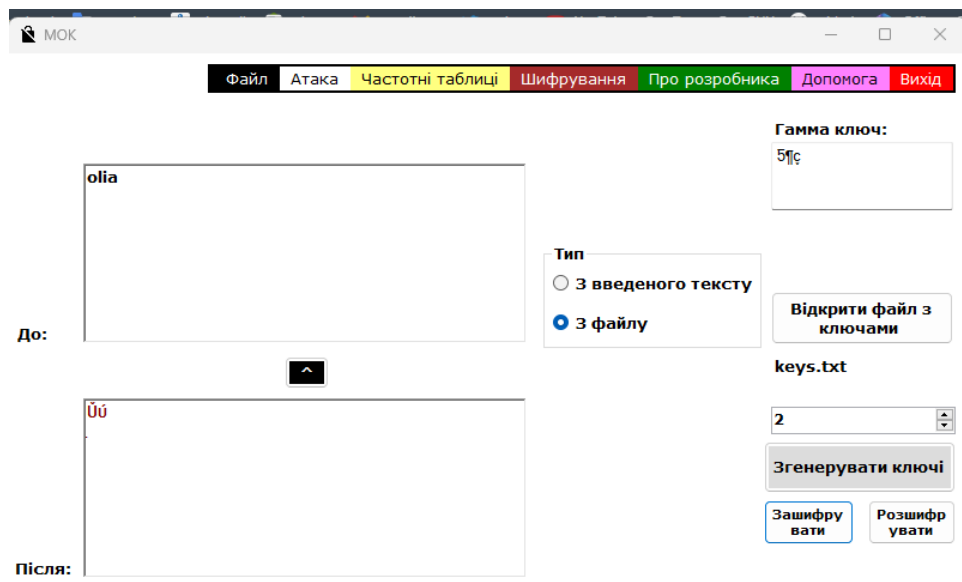 МОК
Файл Атака Частотні таблиці Шифрування Про розробника Допомога Вихід
Гамма ключ:
5¶ç
olia
Тип
З введеного тексту
З файлу
До:
Відкрити файл з
ключами
^
keys.txt
2
Згенерувати ключі
Зашифру
вати
Розшифр
увати
Після: